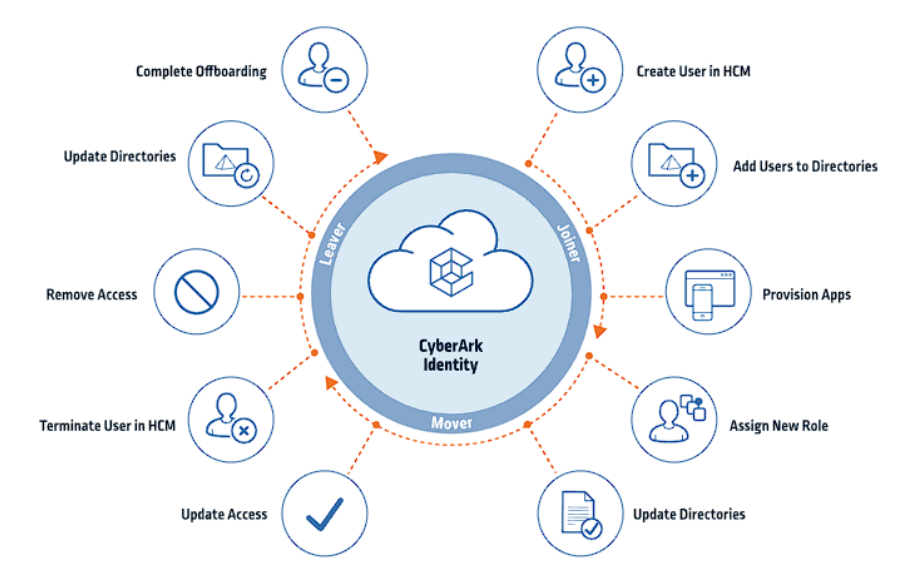 Complete Offboarding
Create User in HCM
Update Directories
Add Users to Directories
Leaver
Joiner
Remove Access
Provision Apps
CyberArk
Identity
Mover
Terminate User in HCM
Assign New Role
Update Access
Update Directories